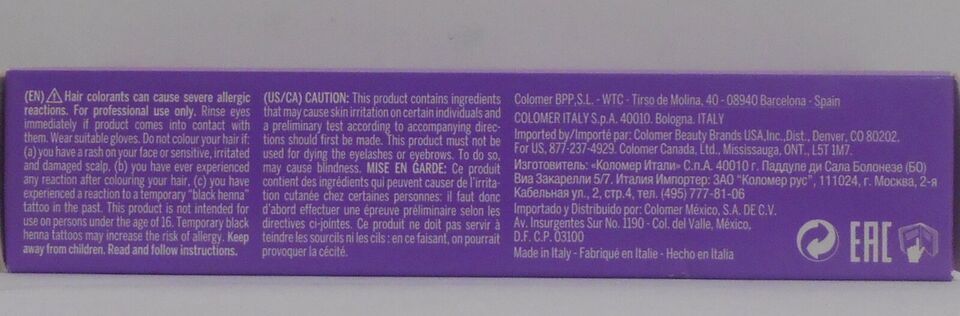 (EN) ⚠ Hair colorants can cause severe allergic
reactions. For professional use only. Rinse eyes
immediately if product comes into contact with
them. Wear suitable gloves. Do not colour your hair if:
(a) you have a rash on your face or sensitive, irritated
and damaged scalp, (b) you have ever experienced
any reaction after colouring your hair, (c) you have
experienced a reaction to a temporary "black henna"
tattoo in the past. This product is not intended for
use on persons under the age of 16. Temporary black
henna tattoos may increase the risk of allergy. Keep
away from children. Read and follow instructions.
(US/CA) CAUTION: This product contains ingredients
that may cause skin irritation on certain individuals and
a preliminary test according to accompanying direc-
tions should first be made. This product must not be
used for dying the eyelashes or eyebrows. To do so,
may cause blindness. MISE EN GARDE: Ce produit
contient des ingrédients qui peuvent causer de l'irrita-
tion cutanée chez certaines personnes: il faut donc
d'abord effectuer une épreuve préliminaire selon les
directives ci-jointes. Ce produit ne doit pas servir à
teindre les sourcils ni les cils : en ce faisant, on pourrait
provoquer la cécité.
Colomer BPP,S.L. - WTC - Tirso de Molina, 40 - 08940 Barcelona - Spain
COLOMER ITALY S.p.A. 40010. Bologna. ITALY
Imported by/Importé par: Colomer Beauty Brands USA,Inc.,Dist., Denver, CO 80202.
For US, 877-237-4929. Colomer Canada, Ltd., Mississauga, ONT., L5T 1M7.
Изготовитель: «Коломер Итали» С.п.А. 40010 г. Паддуле ди Сала Болонезе (БО)
Виа Закарелли 5/7. Италия Импортер: ЗАО "Коломер рус", 111024, г. Москва, 2-я
Кабельная ул., 2, стр.4, тел. (495) 777-81-06
Importado y Distribuido por: Colomer México, S.A. DE C.V.
Av. Insurgentes Sur No. 1190 - Col. del Valle, México,
D.F. C.P. 03100
Made in Italy - Fabriqué en Italie - Hecho en Italia
EAC